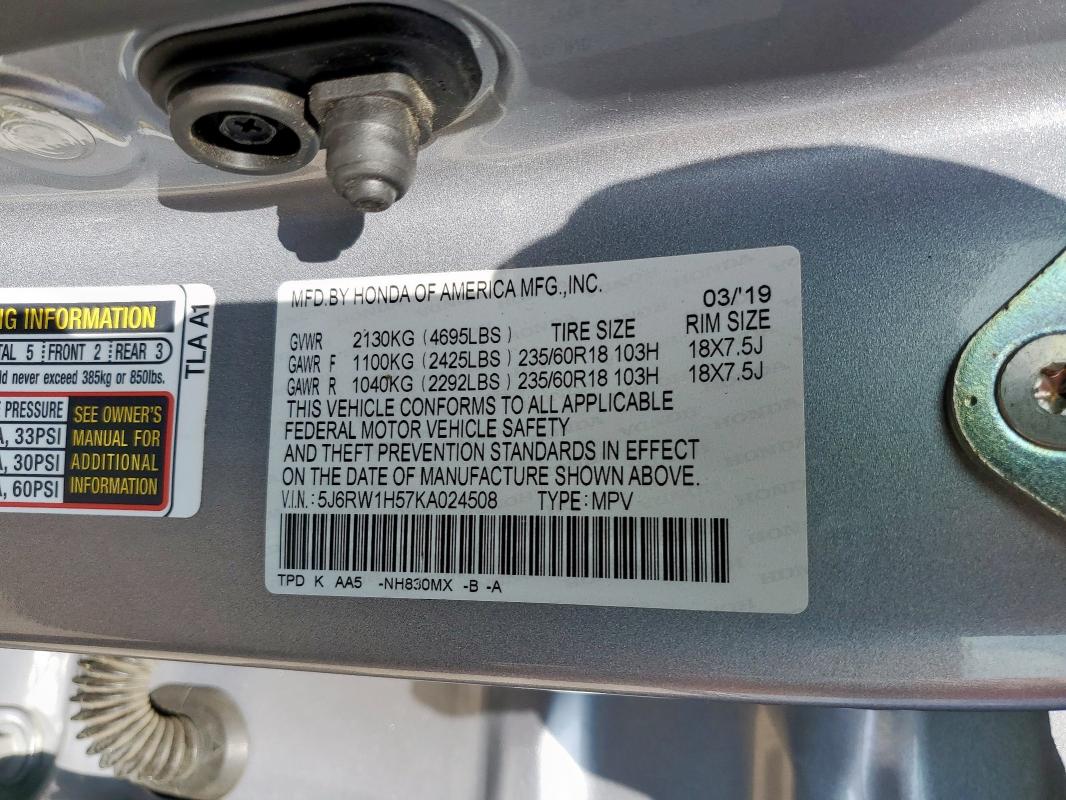 NG INFORMATION
TAL 5 FRONT 2 REAR 3
ld never exceed 385kg or 850lbs.
E PRESSURE
A, 33PSI
A, 30PSI
A, 60PSI
SEE OWNER'S
MANUAL FOR
ADDITIONAL
INFORMATION
TLA A1
MFD.BY HONDA OF AMERICA MFG.,INC.
03/'19
GVWR 2130KG (4695LBS) TIRE SIZE RIM SIZE
GAWR F 1100KG (2425LBS) 235/60R18 103H 18X7.5J
GAWR R 1040KG (2292LBS) 235/60R18 103H 18X7.5J
THIS VEHICLE CONFORMS TO ALL APPLICABLE
FEDERAL MOTOR VEHICLE SAFETY
AND THEFT PREVENTION STANDARDS IN EFFECT
ON THE DATE OF MANUFACTURE SHOWN ABOVE.
V.I.N.:5J6RW1H57KA024508 TYPE:MPV
TPD K AA5 -NH830MX -B -A